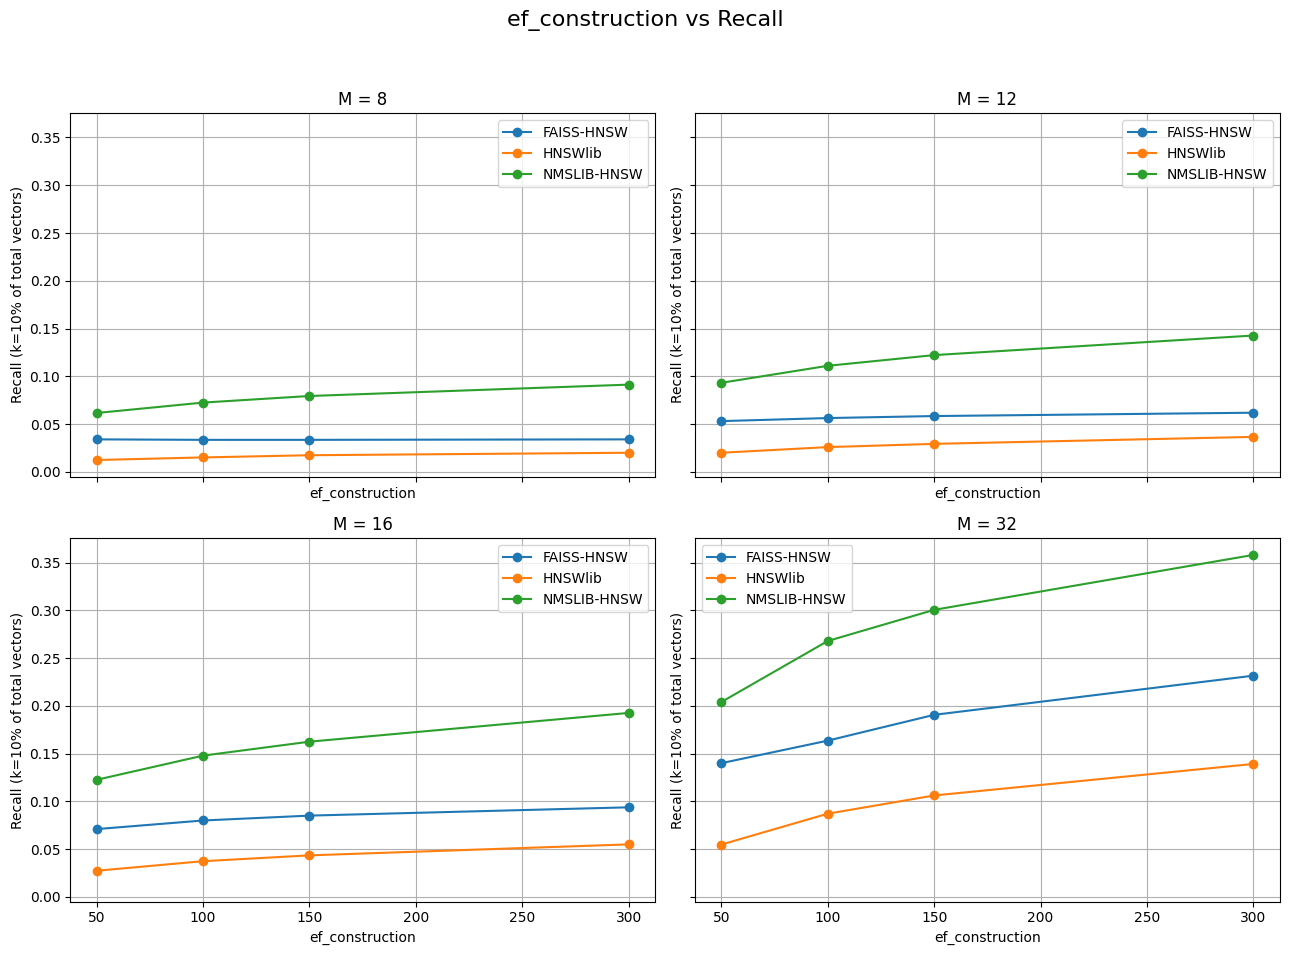 ef_construction vs Recall
M = 8
0.35
0.30
0.25
0.20
0.15
0.10
0.05
0.00
Recall (k=10% of total vectors)
FAISS-HNSW
HNSWlib
NMSLIB-HNSW
ef_construction
M = 12
Recall (k=10% of total vectors)
FAISS-HNSW
HNSWlib
NMSLIB-HNSW
ef_construction
M = 16
0.35
0.30
0.25
0.20
0.15
0.10
0.05
0.00
Recall (k=10% of total vectors)
FAISS-HNSW
HNSWlib
NMSLIB-HNSW
50 100 150 200 250 300
ef_construction
M = 32
Recall (k=10% of total vectors)
FAISS-HNSW
HNSWlib
NMSLIB-HNSW
50 100 150 200 250 300
ef_construction